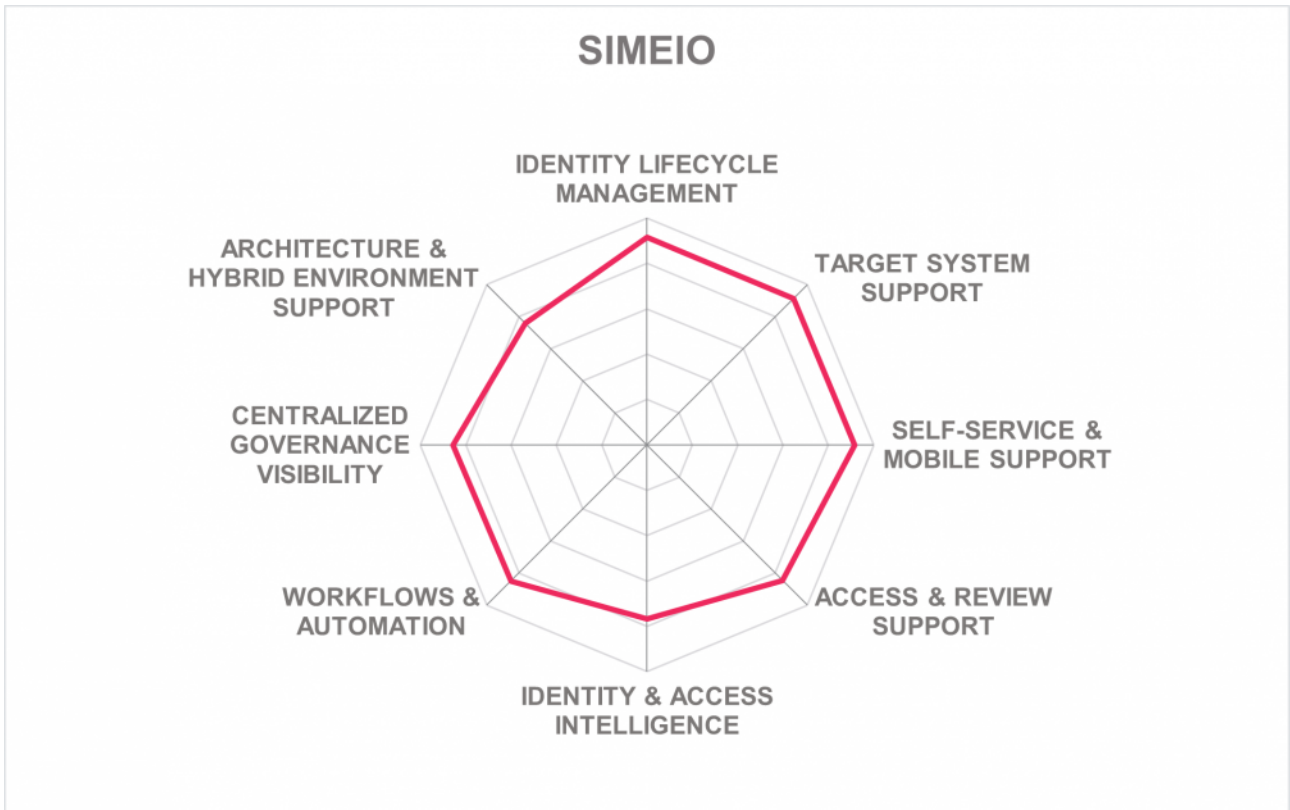 SIMEIO
IDENTITY LIFECYCLE
MANAGEMENT
TARGET SYSTEM
SUPPORT
SELF-SERVICE &
MOBILE SUPPORT
ACCESS & REVIEW
SUPPORT
IDENTITY & ACCESS
INTELLIGENCE
WORKFLOWS &
AUTOMATION
CENTRALIZED
GOVERNANCE
VISIBILITY
ARCHITECTURE &
HYBRID ENVIRONMENT
SUPPORT